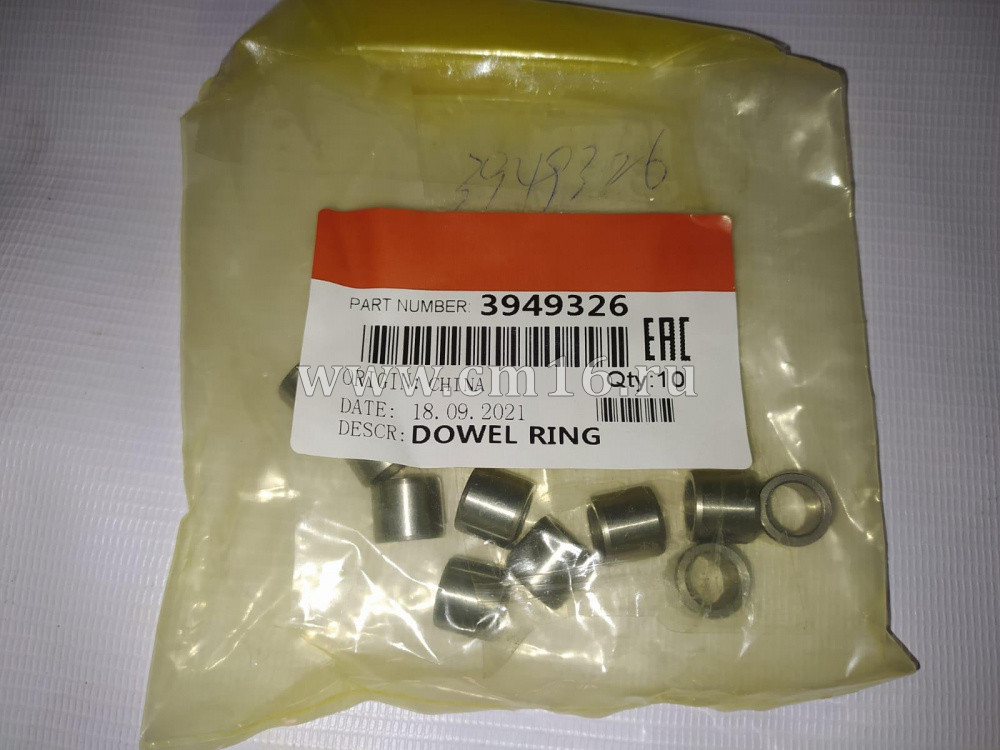 3949326
PART NUMBER: 3949326
EAC
www.cm16.ru
ORIGIN: CHINA
Qty:10
DATE: 18.09.2021
DESCR: DOWEL RING